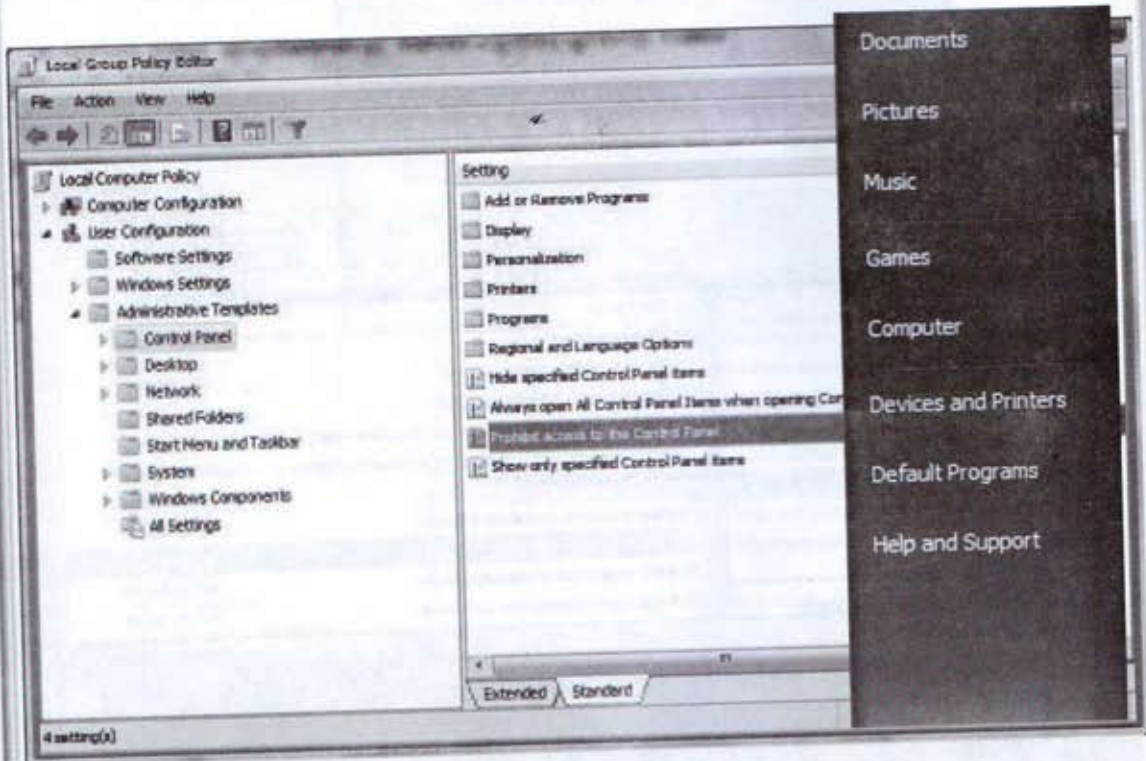 Local Group Policy Editor
File Action View Help
Local Computer Policy
Computer Configuration
User Configuration
Software Settings
Windows Settings
Administrative Templates
Control Panel
Desktop
Network
Shared Folders
Start Menu and Taskbar
System
Windows Components
All Settings
Setting
Add or Remove Programs
Display
Personalization
Printers
Programs
Regional and Language Options
Hide specified Control Panel items
Always open All Control Panel Items when opening Con
Prohibit access to the Control Panel
Show only specified Control Panel items
Extended Standard
4 setting(s)
Documents
Pictures
Music
Games
Computer
Devices and Printers
Default Programs
Help and Support